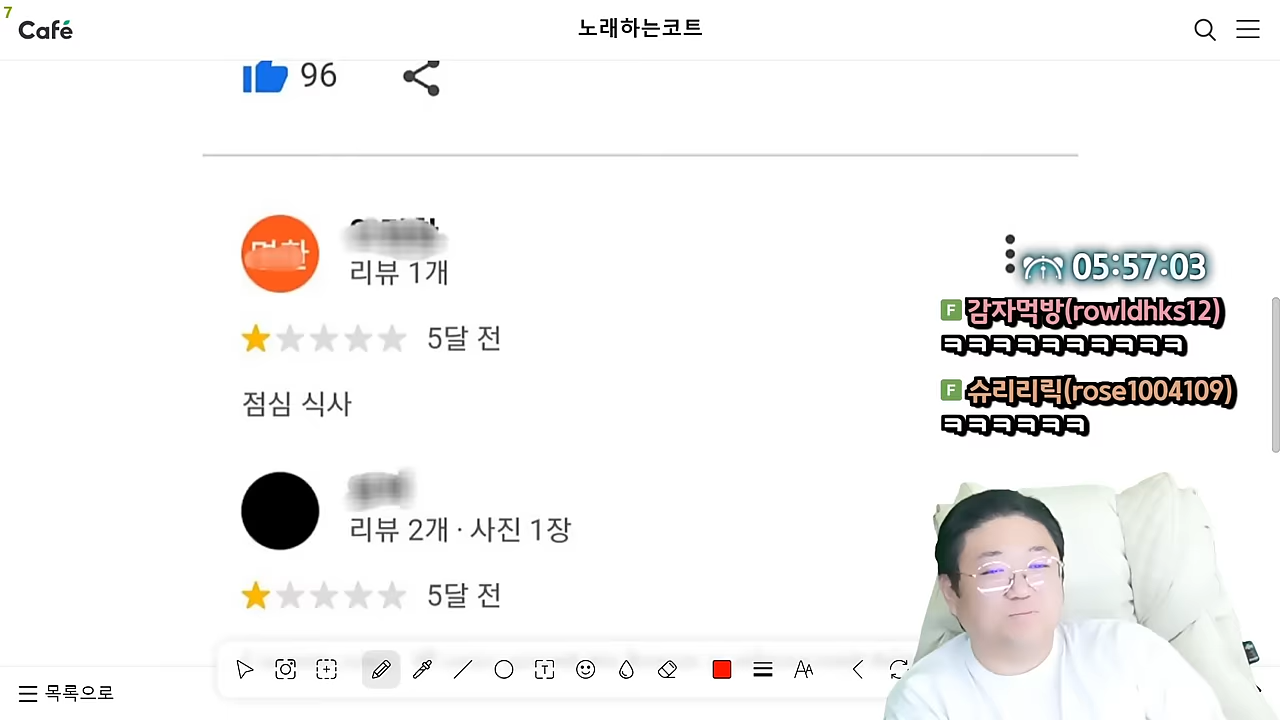 7
Café
노래하는코트
96
리뷰 1개
5달 전
점심 식사
05:57:03
F 감자먹방(rowldhks12)
ㅋㅋㅋㅋㅋㅋㅋㅋㅋㅋ
F 슈리리릭(rose1004109)
ㅋㅋㅋㅋㅋㅋ
리뷰 2개 · 사진 1장
5달 전
목록으로